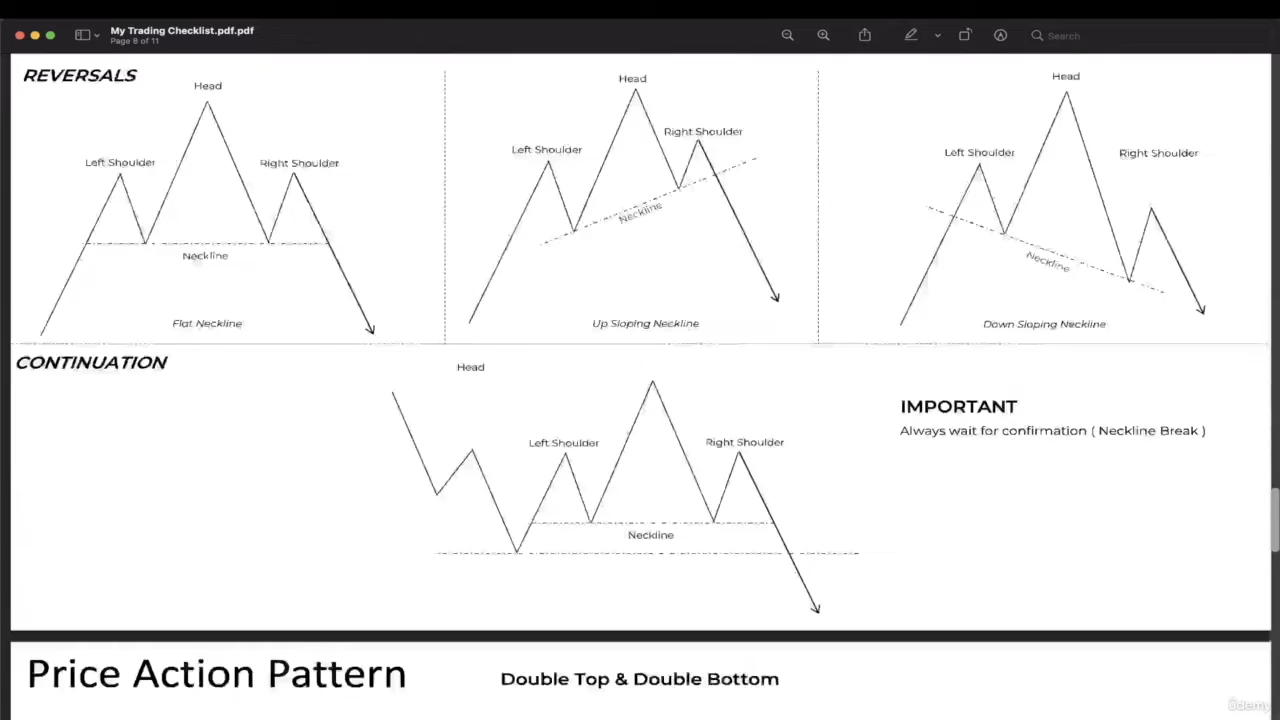 My Trading Checklist.pdf.pdf
Page 8 of 11
Search
REVERSALS
Head
Left Shoulder
Right Shoulder
Neckline
Flat Neckline
Head
Left Shoulder
Right Shoulder
Neckline
Up Sloping Neckline
Head
Left Shoulder
Right Shoulder
Neckline
Down Sloping Neckline
CONTINUATION
Head
Left Shoulder
Right Shoulder
Neckline
IMPORTANT
Always wait for confirmation ( Neckline Break )
Price Action Pattern
Double Top & Double Bottom
ûdemy